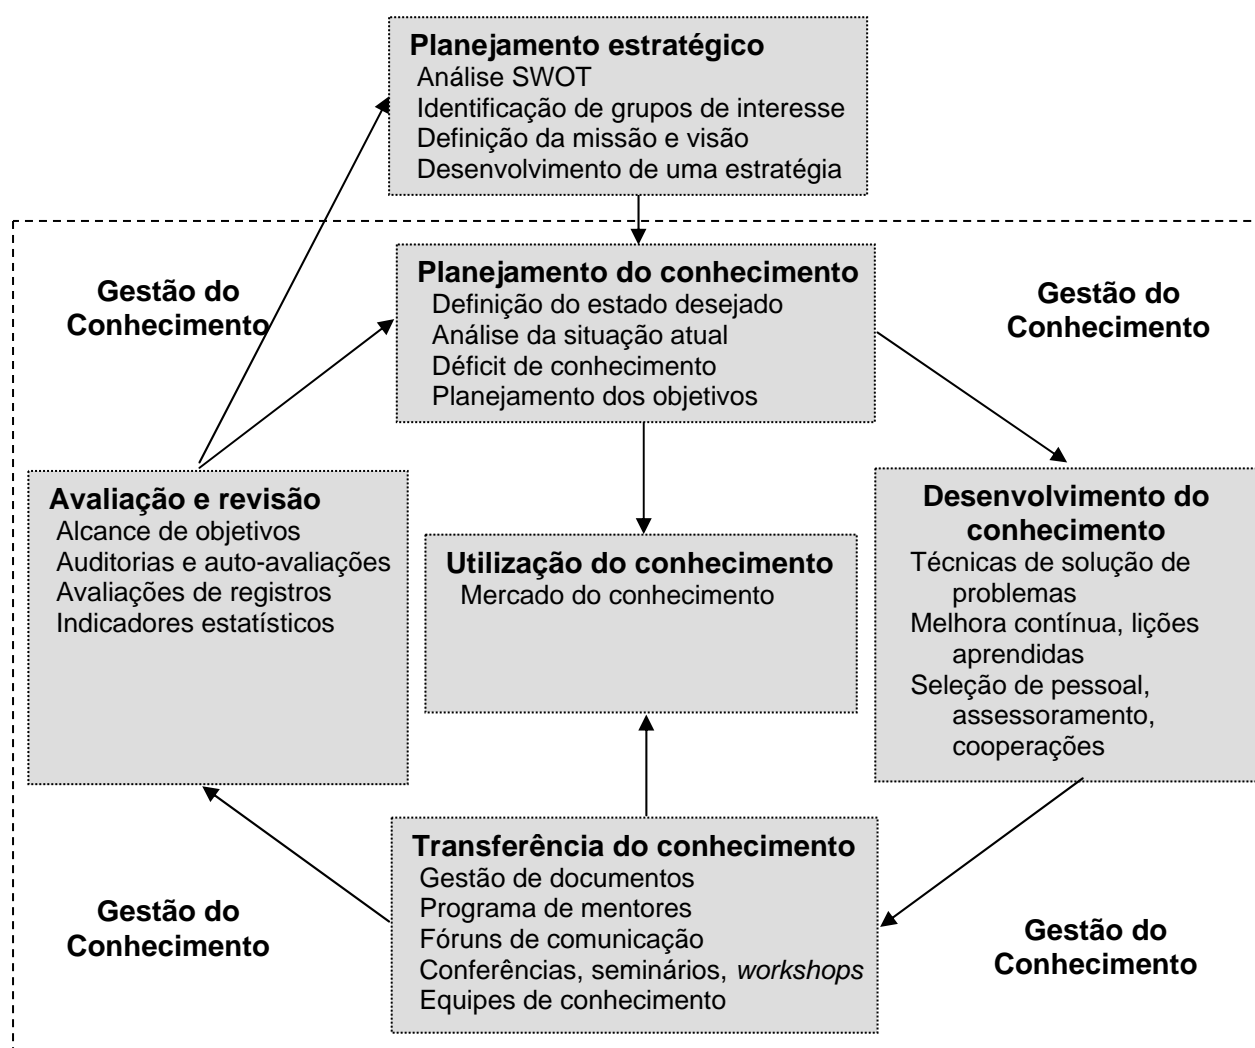 Planejamento estratégico
Análise SWOT
Identificação de grupos de interesse
Definição da missão e visão
Desenvolvimento de uma estratégia
Gestão do
Conhecimento
Planejamento do conhecimento
Definição do estado desejado
Análise da situação atual
Déficit de conhecimento
Planejamento dos objetivos
Gestão do
Conhecimento
Avaliação e revisão
Alcance de objetivos
Auditorias e auto-avaliações
Avaliações de registros
Indicadores estatísticos
Utilização do conhecimento
Mercado do conhecimento
Desenvolvimento do
conhecimento
Técnicas de solução de
problemas
Melhora contínua, lições
aprendidas
Seleção de pessoal,
assessoramento,
cooperações
Gestão do
Conhecimento
Transferência do conhecimento
Gestão de documentos
Programa de mentores
Fóruns de comunicação
Conferências, seminários, workshops
Equipes de conhecimento
Gestão do
Conhecimento